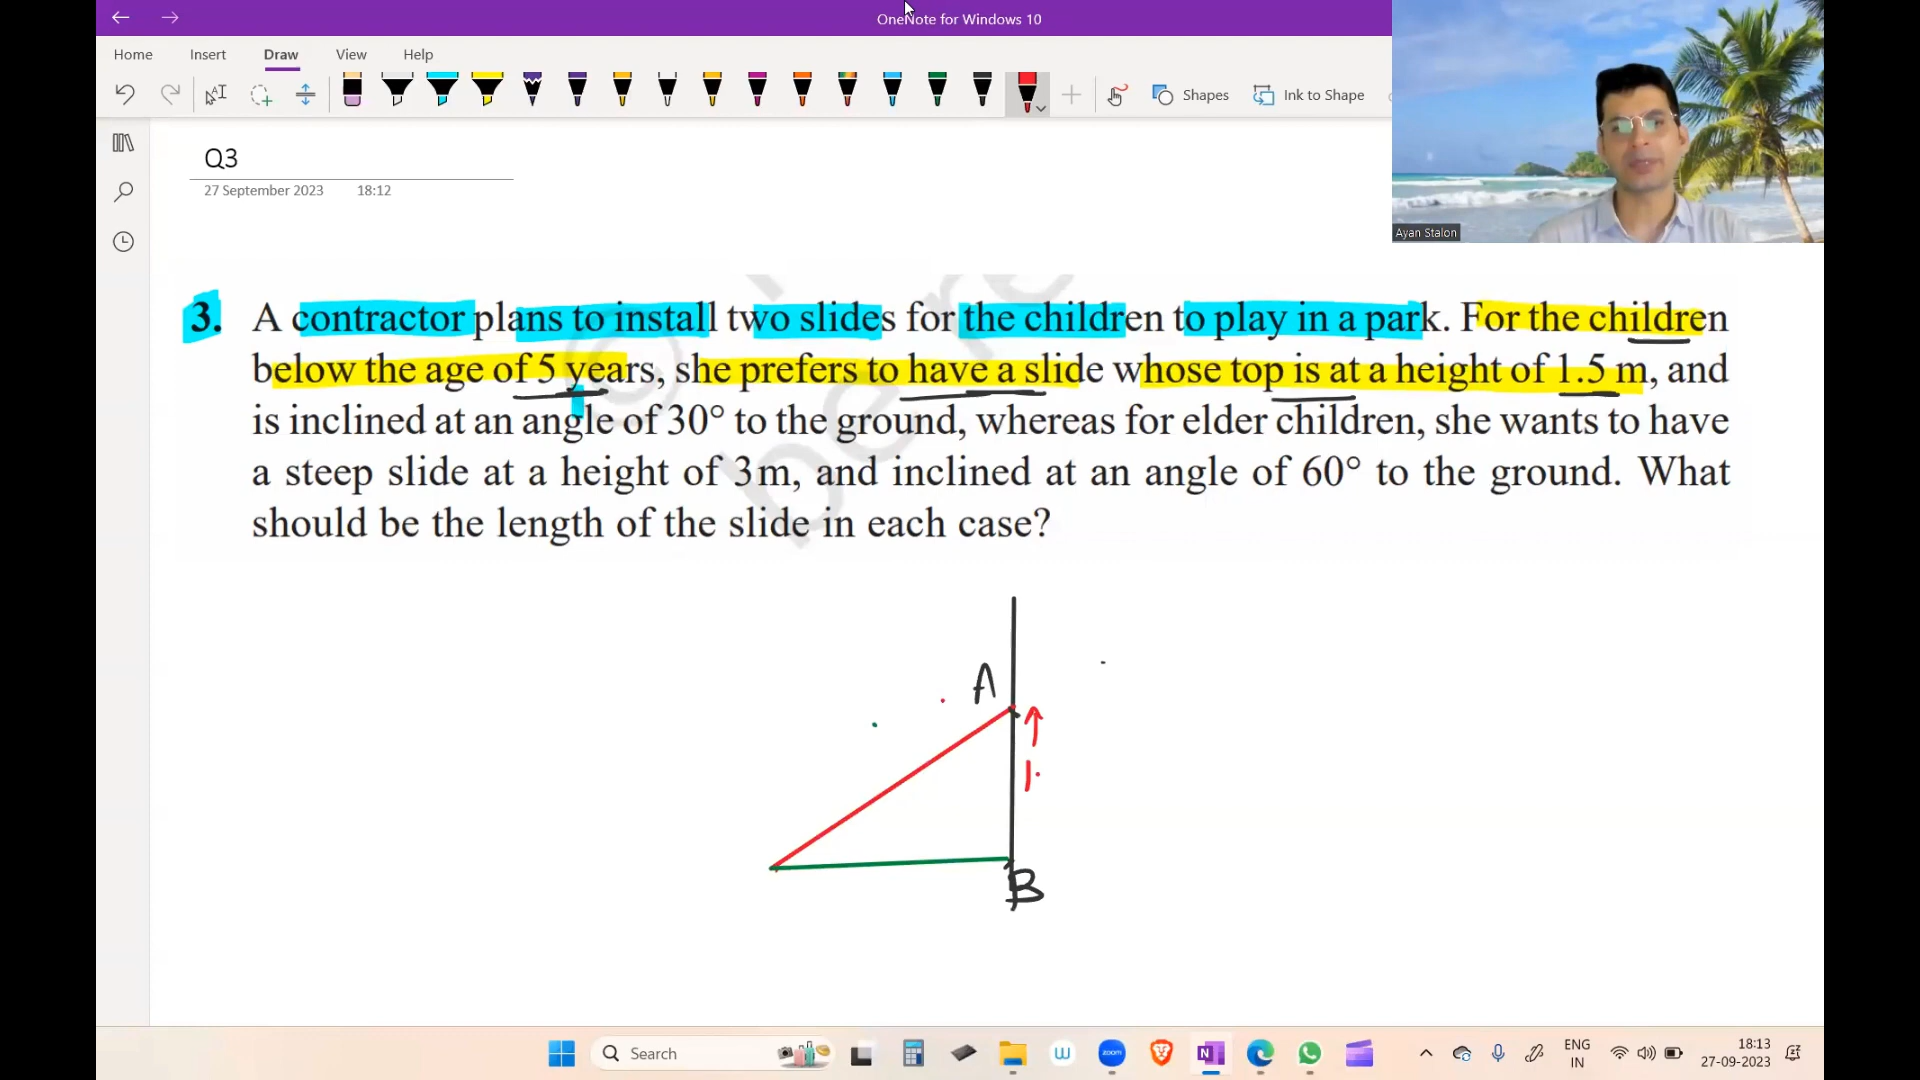 OneNote for Windows 10
Home Insert Draw View Help
Shapes Ink to Shape
Q3
27 September 2023 18:12
Ayan Stalon
3. A contractor plans to install two slides for the children to play in a park. For the children
below the age of 5 years, she prefers to have a slide whose top is at a height of 1.5 m, and
is inclined at an angle of 30° to the ground, whereas for elder children, she wants to have
a steep slide at a height of 3m, and inclined at an angle of 60° to the ground. What
should be the length of the slide in each case?
A
1.
B
Search
zoom
ENG
IN
18:13
27-09-2023